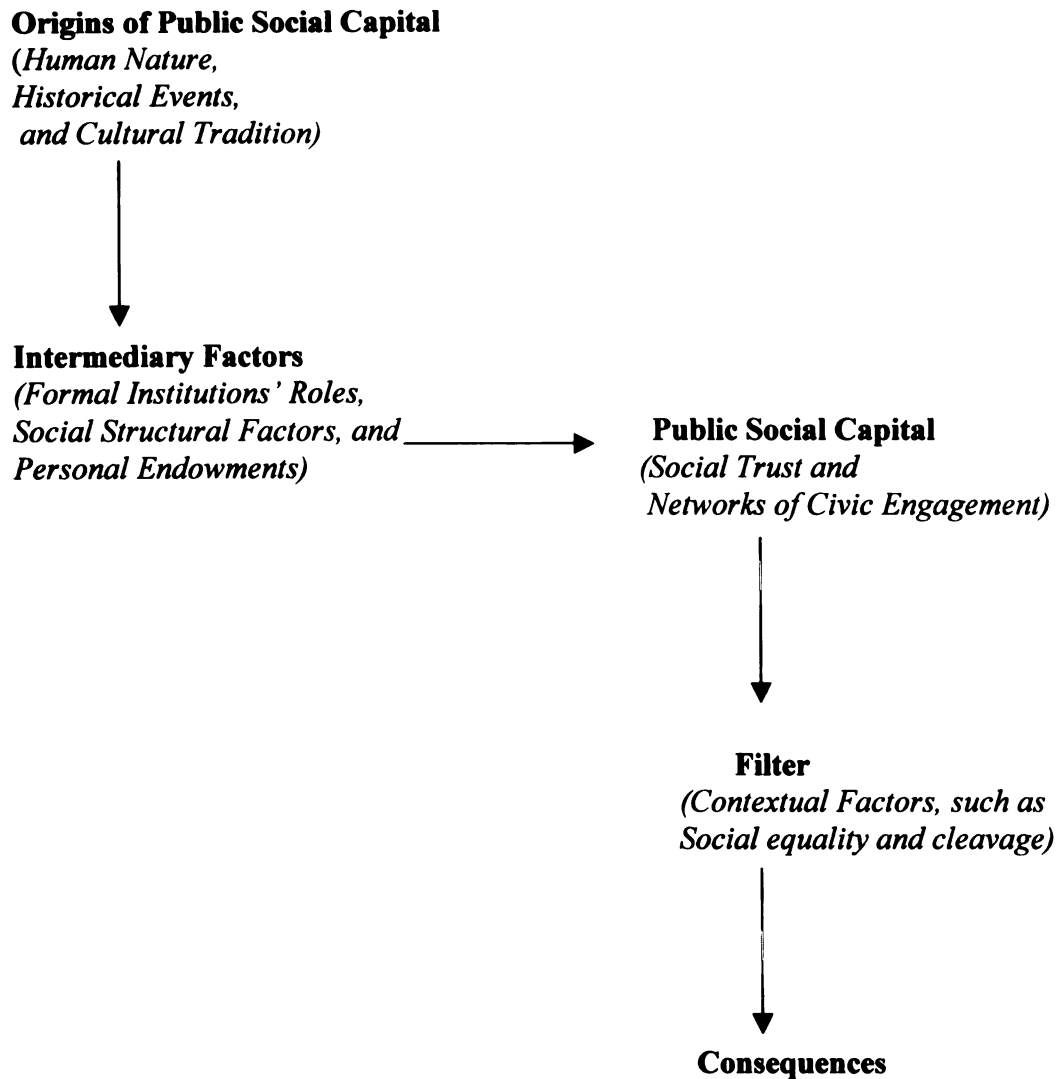 Origins of Public Social Capital
(Human Nature,
Historical Events,
and Cultural Tradition)
Intermediary Factors
(Formal Institutions' Roles,
Social Structural Factors, and
Personal Endowments)
Public Social Capital
(Social Trust and
Networks of Civic Engagement)
Filter
(Contextual Factors, such as
Social equality and cleavage)
Consequences